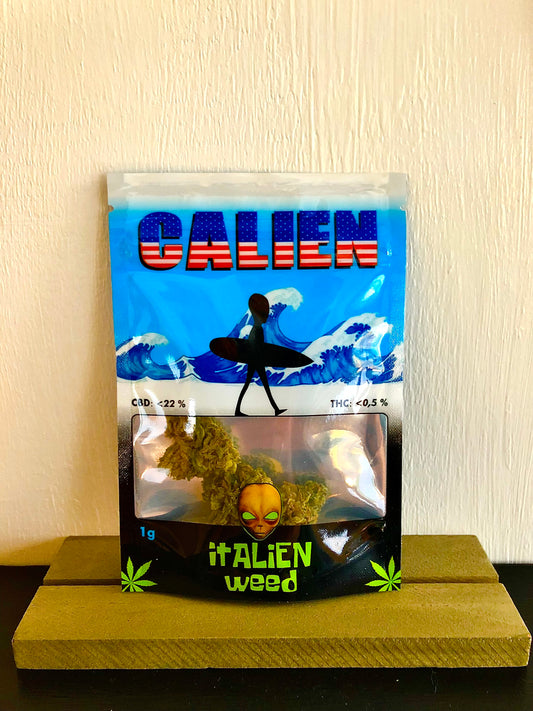 CALIEN
CBD: <22 % THC: <0,5 %
1g
itALIEN
weed